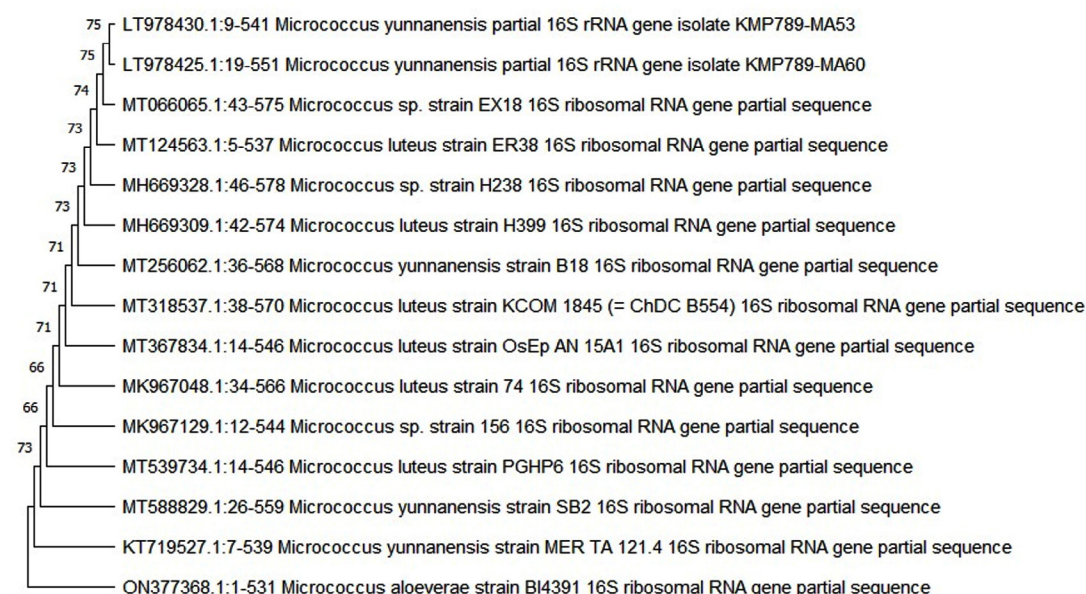 75 LT978430.1:9-541 Micrococcus yunnanensis partial 16S rRNA gene isolate KMP789-MA53
75 LT978425.1:19-551 Micrococcus yunnanensis partial 16S rRNA gene isolate KMP789-MA60
74 MT066065.1:43-575 Micrococcus sp. strain EX18 16S ribosomal RNA gene partial sequence
73 MT124563.1:5-537 Micrococcus luteus strain ER38 16S ribosomal RNA gene partial sequence
73 MH669328.1:46-578 Micrococcus sp. strain H238 16S ribosomal RNA gene partial sequence
73 MH669309.1:42-574 Micrococcus luteus strain H399 16S ribosomal RNA gene partial sequence
71 MT256062.1:36-568 Micrococcus yunnanensis strain B18 16S ribosomal RNA gene partial sequence
71 MT318537.1:38-570 Micrococcus luteus strain KCOM 1845 (= ChDC B554) 16S ribosomal RNA gene partial sequence
71 MT367834.1:14-546 Micrococcus luteus strain OsEp AN 15A1 16S ribosomal RNA gene partial sequence
66 MK967048.1:34-566 Micrococcus luteus strain 74 16S ribosomal RNA gene partial sequence
66 MK967129.1:12-544 Micrococcus sp. strain 156 16S ribosomal RNA gene partial sequence
73 MT539734.1:14-546 Micrococcus luteus strain PGHP6 16S ribosomal RNA gene partial sequence
MT588829.1:26-559 Micrococcus yunnanensis strain SB2 16S ribosomal RNA gene partial sequence
KT719527.1:7-539 Micrococcus yunnanensis strain MER TA 121.4 16S ribosomal RNA gene partial sequence
ON377368.1:1-531 Micrococcus aloeverae strain BI4391 16S ribosomal RNA gene partial sequence